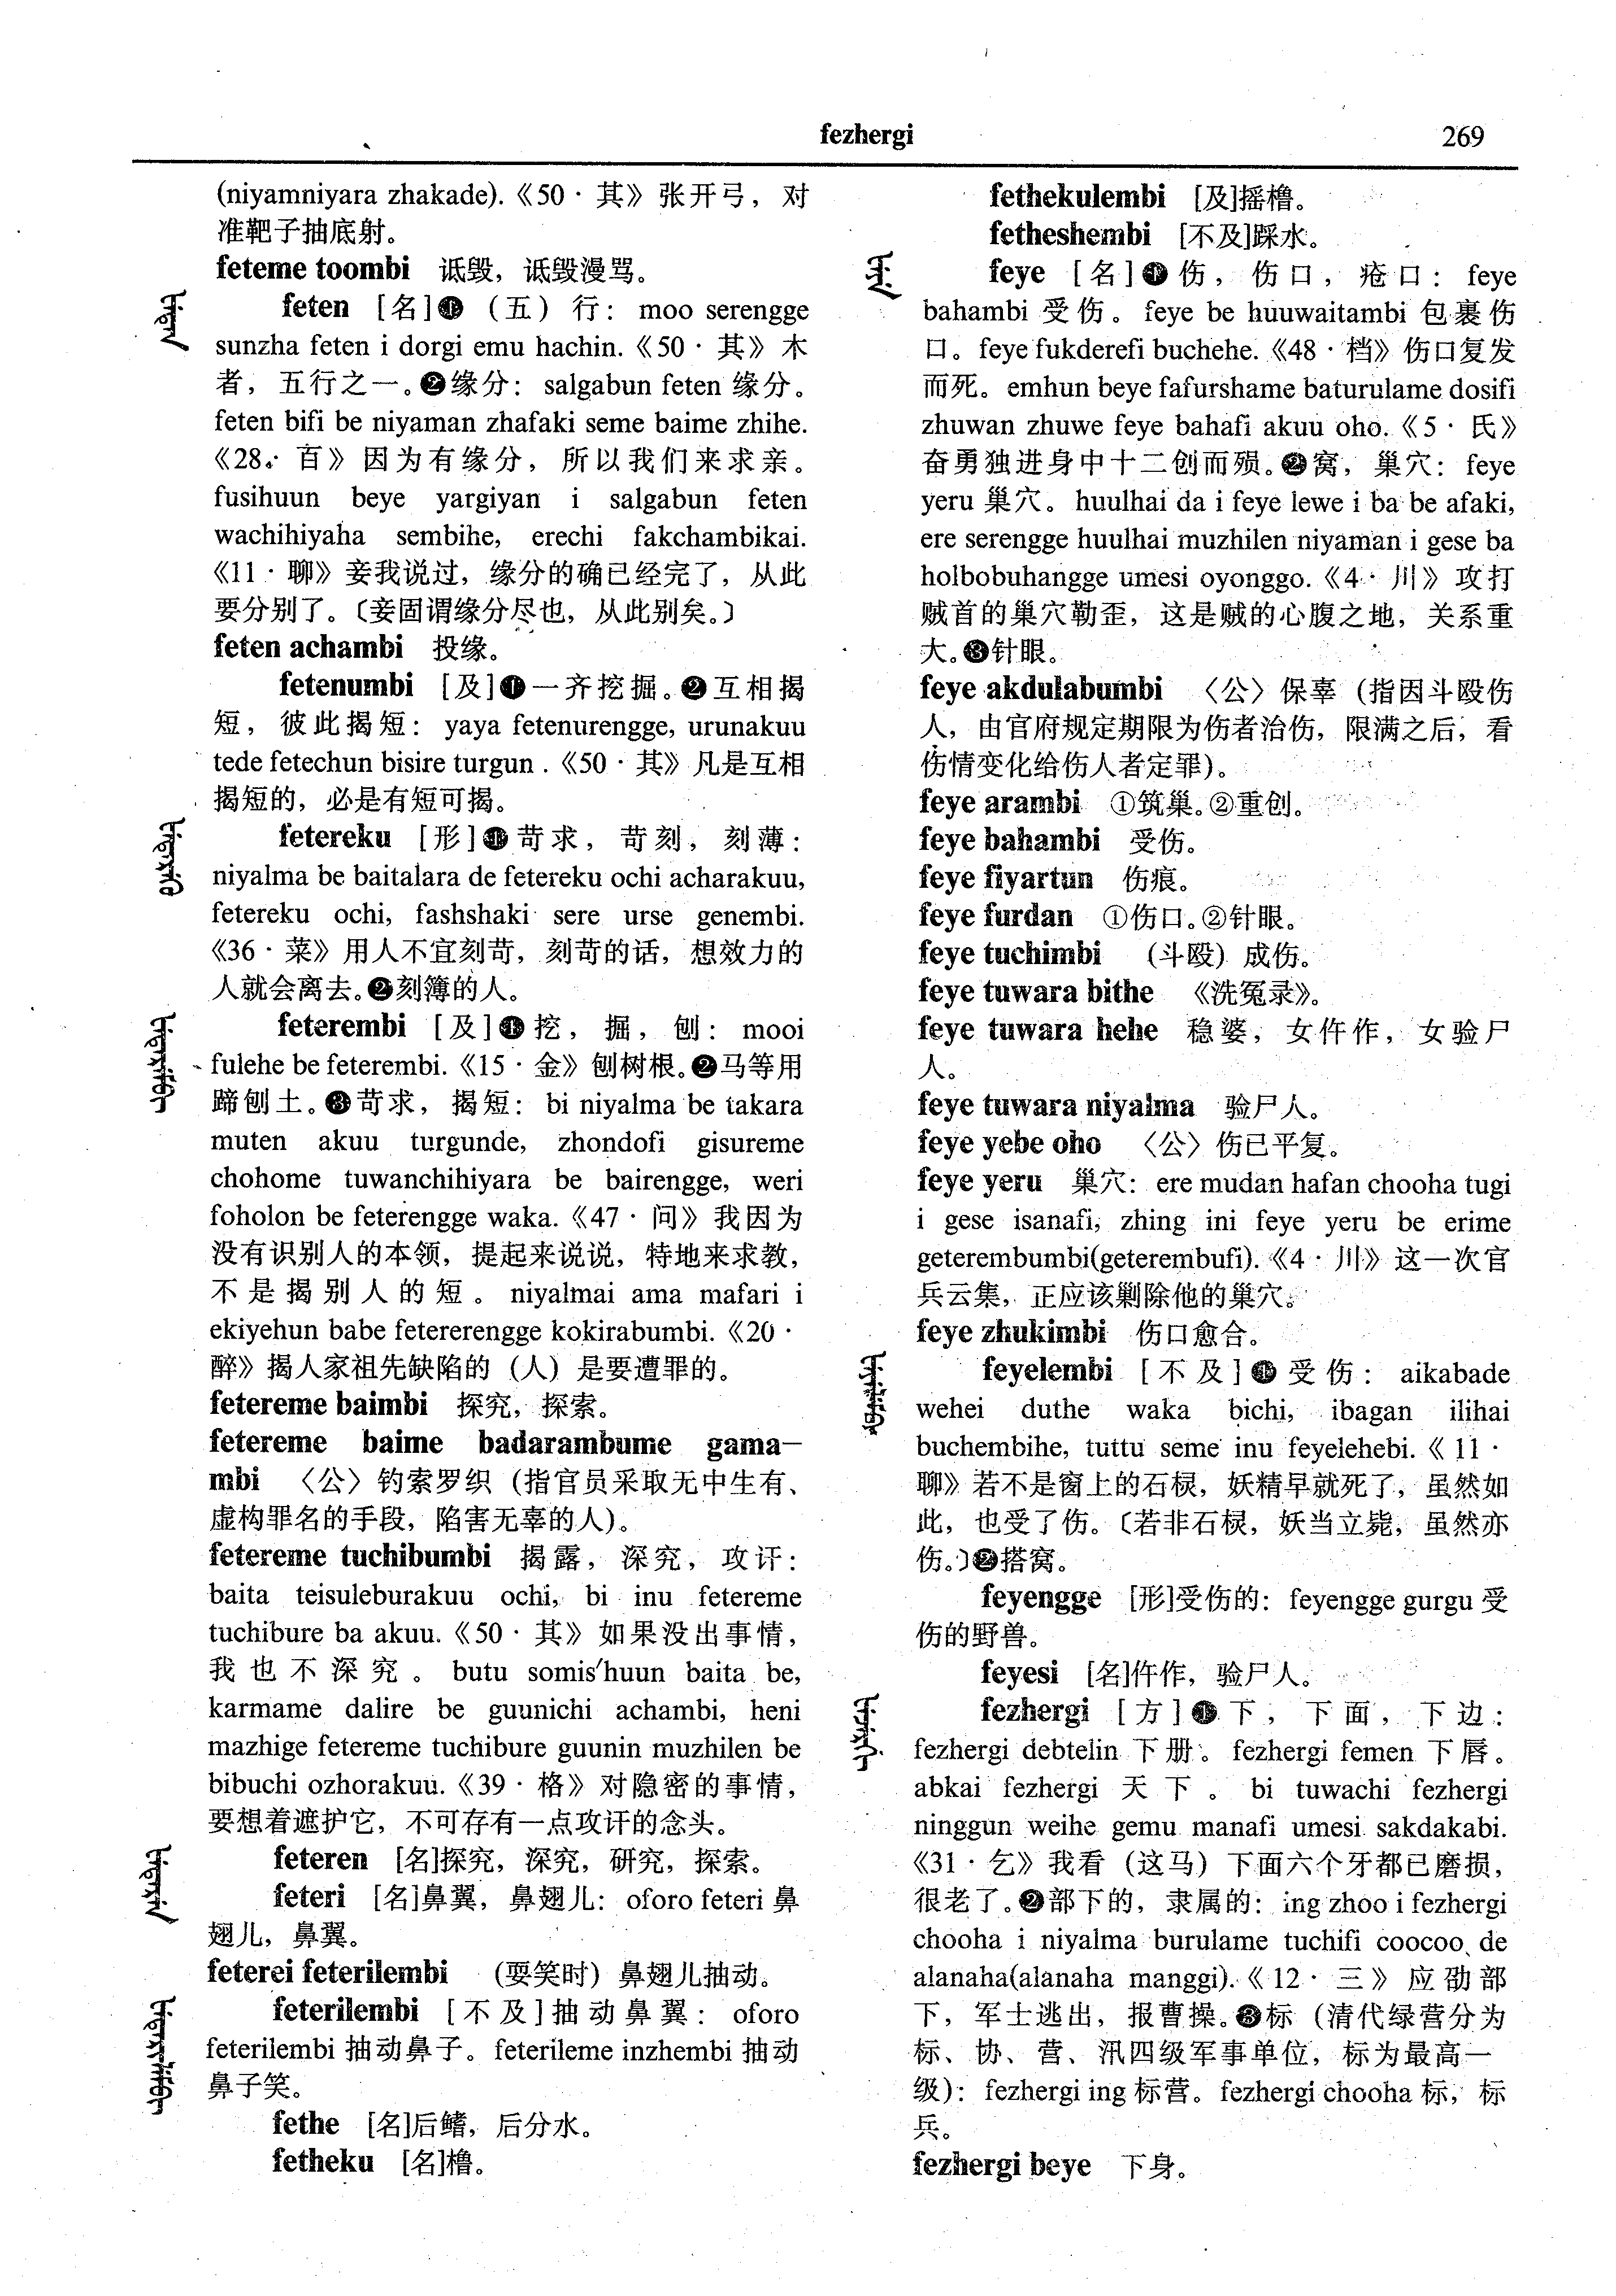 fezhergi
269
(niyamniyara zhakade).《50 · 其》张开弓，对
准靶子抽底射。
feteme toombi 诋毁，诋毁漫骂。
feten [名]❶（五）行：moo serengge
sunzha feten i dorgi emu hachin.《50 · 其》木
者，五行之一。❷缘分：salgabun feten 缘分。
feten bifi be niyaman zhafaki seme baime zhihe.
《28 · 百》因为有缘分，所以我们来求亲。
fusihuun beye yargiyan i salgabun feten
wachihiyaha sembihe, erechi fakchambikai.
《11 · 聊》妾我说过，缘分的确已经完了，从此
要分别了。〔妾固谓缘分尽也，从此别矣。〕
feten achambi 投缘。
fetenumbi [及]❶一齐挖掘。❷互相揭
短，彼此揭短：yaya fetenurengge, urunakuu
tede fetechun bisire turgun .《50 · 其》凡是互相
揭短的，必是有短可揭。
fetereku [形]❶苛求，苛刻，刻薄：
niyalma be baitalara de fetereku ochi acharakuu,
fetereku ochi, fashshaki sere urse genembi.
《36 · 菜》用人不宜刻苛，刻苛的话，想效力的
人就会离去。❷刻簿的人。
feterembi [及]❶挖，掘，刨：mooi
fulehe be feterembi.《15 · 金》刨树根。❷马等用
蹄刨土。❸苛求，揭短：bi niyalma be takara
muten akuu turgunde, zhondofi gisureme
chohome tuwanchihiyara be bairengge, weri
foholon be feterengge waka.《47 · 问》我因为
没有识别人的本领，提起来说说，特地来求教，
不是揭别人的短。niyalmai ama mafari i
ekiyehun babe fetererengge kokirabumbi.《20 ·
醉》揭人家祖先缺陷的（人）是要遭罪的。
fetereme baimbi 探究，探索。
fetereme baime badarambume gama—
mbi 〈公〉钓索罗织（指官员采取无中生有、
虚构罪名的手段，陷害无辜的人）。
fetereme tuchibumbi 揭露，深究，攻讦：
baita teisuleburakuu ochi, bi inu fetereme
tuchibure ba akuu.《50 · 其》如果没出事情，
我也不深究。butu somis'huun baita be,
karmame dalire be guunichi achambi, heni
mazhige fetereme tuchibure guunin muzhilen be
bibuchi ozhorakuu.《39 · 格》对隐密的事情，
要想着遮护它，不可存有一点攻讦的念头。
feteren [名]探究，深究，研究，探索。
feteri [名]鼻翼，鼻翅儿：oforo feteri 鼻
翅儿，鼻翼。
feterei feterilembi （耍笑时）鼻翅儿抽动。
feterilembi [不及]抽动鼻翼：oforo
feterilembi 抽动鼻子。feterileme inzhembi 抽动
鼻子笑。
fethe [名]后鳍，后分水。
fetheku [名]橹。
fethekulembi [及]摇橹。
fetheshembi [不及]踩水。
feye [名]❶伤，伤口，疮口：feye
bahambi 受伤。feye be huuwaitambi 包裹伤
口。feye fukderefi buchehe.《48 · 档》伤口复发
而死。emhun beye fafurshame baturulame dosifi
zhuwan zhuwe feye bahafi akuu oho.《5 · 氏》
奋勇独进身中十二创而殒。❷窝，巢穴：feye
yeru 巢穴。huulhai da i feye lewe i ba be afaki,
ere serengge huulhai muzhilen niyaman i gese ba
holbobuhangge umesi oyonggo.《4 · 川》攻打
贼首的巢穴勒歪，这是贼的心腹之地，关系重
大。❸针眼。
feye akdulabumbi 〈公〉保辜（指因斗殴伤
人，由官府规定期限为伤者治伤，限满之后，看
伤情变化给伤人者定罪）。
feye arambi ①筑巢。②重创。
feye bahambi 受伤。
feye fiyartun 伤痕。
feye furdan ①伤口。②针眼。
feye tuchimbi （斗殴）成伤。
feye tuwara bithe 《洗冤录》。
feye tuwara hehe 稳婆，女仵作，女验尸
人。
feye tuwara niyalma 验尸人。
feye yebe oho 〈公〉伤已平复。
feye yeru 巢穴：ere mudan hafan chooha tugi
i gese isanafi, zhing ini feye yeru be erime
geterembumbi(geterembufi).《4 · 川》这一次官
兵云集，正应该剿除他的巢穴。
feye zhukimbi 伤口愈合。
feyelembi [不及]❶受伤：aikabade
wehei duthe waka bichi, ibagan ilihai
buchembihe, tuttu seme inu feyelehebi.《11 ·
聊》若不是窗上的石棂，妖精早就死了，虽然如
此，也受了伤。〔若非石棂，妖当立毙，虽然亦
伤。〕❷搭窝。
feyengge [形]受伤的：feyengge gurgu 受
伤的野兽。
feyesi [名]仵作，验尸人。
fezhergi [方]❶下，下面，下边：
fezhergi debtelin 下册。fezhergi femen 下唇。
abkai fezhergi 天下。bi tuwachi fezhergi
ninggun weihe gemu manafi umesi sakdakabi.
《31 · 乞》我看（这马）下面六个牙都已磨损，
很老了。❷部下的，隶属的：ing zhoo i fezhergi
chooha i niyalma burulame tuchifi coocoo de
alanaha(alanaha manggi).《12 · 三》应劭部
下，军士逃出，报曹操。❸标（清代绿营分为
标、协、营、汛四级军事单位，标为最高一
级）：fezhergi ing 标营。fezhergi chooha 标，标
兵。
fezhergi beye 下身。